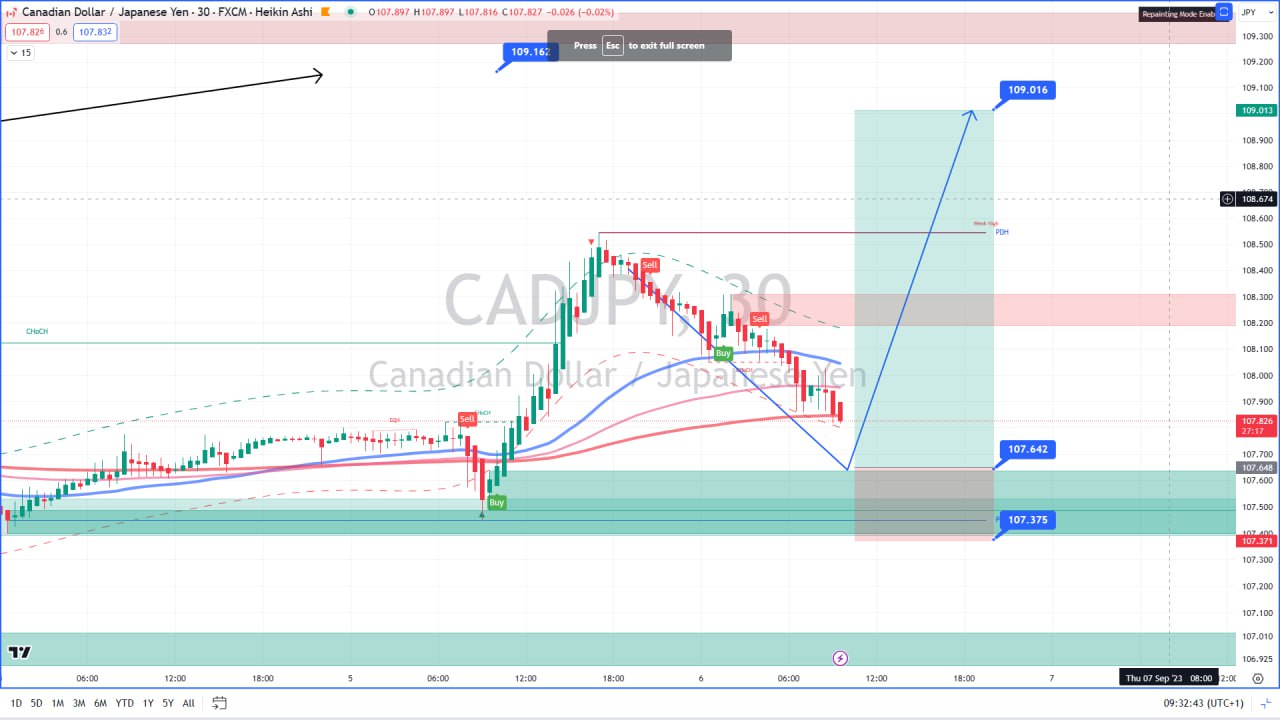 Canadian Dollar / Japanese Yen · 30 · FXCM · Heikin Ashi O107.897 H107.897 L107.816 C107.827 -0.026 (-0.02%)
Repainting Mode Enab
JPY
107.826 0.6 107.832
15
109.162
Press Esc to exit full screen
109.016
109.300
109.200
109.100
109.013
108.900
108.800
108.674
108.600
108.500
108.400
108.300
108.200
108.100
108.000
107.900
107.826
27:17
107.700
107.648
107.600
107.500
107.400
107.371
107.300
107.200
107.100
107.010
106.925
Weak High
PDH
Sell
CADJPY, 30
Canadian Dollar / Japanese Yen
CHoCH
Sell
Buy
CHoCH
EQH
Sell
CHoCH
Buy
107.642
107.375
06:00 12:00 18:00 5 06:00 12:00 18:00 6 06:00 12:00 18:00 7 Thu 07 Sep '23 08:00 12:00
1D 5D 1M 3M 6M YTD 1Y 5Y All
09:32:43 (UTC+1)